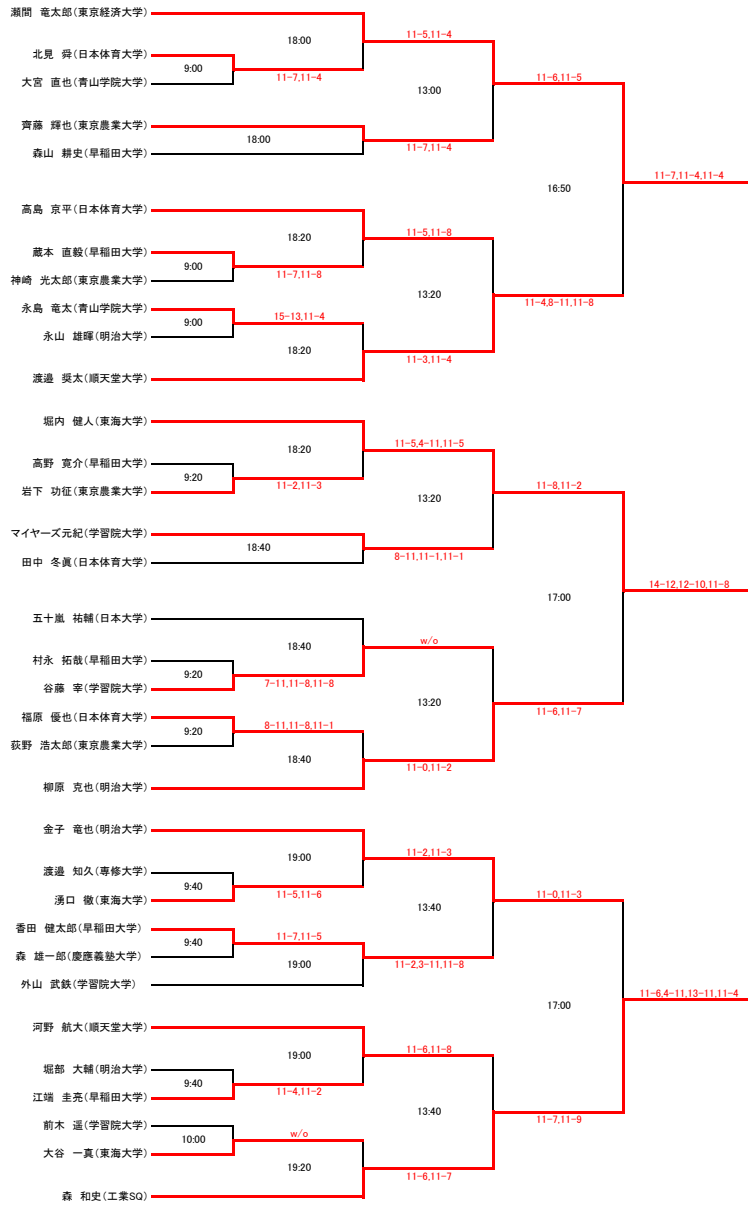 瀬間 竜太郎(東京経済大学)
18:00
11-5,11-4
北見 舜(日本体育大学)
9:00
11-7,11-4
大宮 直也(青山学院大学)
13:00
11-6,11-5
齊藤 輝也(東京農業大学)
18:00
11-7,11-4
森山 耕史(早稲田大学)
16:50
11-7,11-4,11-4
高島 京平(日本体育大学)
18:20
11-5,11-8
蔵本 直毅(早稲田大学)
9:00
11-7,11-8
神崎 光太郎(東京農業大学)
13:20
11-4,8-11,11-8
永島 竜太(青山学院大学)
9:00
15-13,11-4
永山 雄暉(明治大学)
18:20
11-3,11-4
渡邉 奨太(順天堂大学)
堀内 健人(東海大学)
18:20
11-5,4-11,11-5
高野 寛介(早稲田大学)
9:20
11-2,11-3
岩下 功征(東京農業大学)
13:20
11-8,11-2
マイヤーズ元紀(学習院大学)
18:40
8-11,11-1,11-1
田中 冬眞(日本体育大学)
17:00
14-12,12-10,11-8
五十嵐 祐輔(日本大学)
18:40
w/o
村永 拓哉(早稲田大学)
9:20
7-11,11-8,11-8
谷藤 宰(学習院大学)
13:20
11-6,11-7
福原 優也(日本体育大学)
9:20
8-11,11-8,11-1
荻野 浩太郎(東京農業大学)
18:40
11-0,11-2
柳原 克也(明治大学)
金子 竜也(明治大学)
19:00
11-2,11-3
渡邉 知久(専修大学)
9:40
11-5,11-6
湧口 徹(東海大学)
13:40
11-0,11-3
香田 健太郎(早稲田大学)
9:40
11-7,11-5
森 雄一郎(慶應義塾大学)
19:00
11-2,3-11,11-8
外山 武鉄(学習院大学)
17:00
11-6,4-11,13-11,11-4
河野 航大(順天堂大学)
19:00
11-6,11-8
堀部 大輔(明治大学)
9:40
11-4,11-2
江端 圭亮(早稲田大学)
13:40
11-7,11-9
前木 遥(学習院大学)
10:00
w/o
大谷 一真(東海大学)
19:20
11-6,11-7
森 和史(工業SQ)